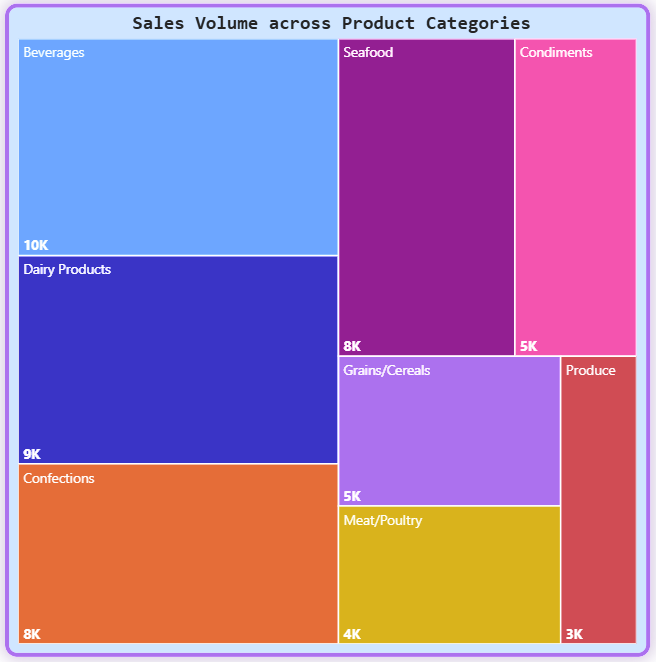 Sales Volume across Product Categories
Beverages
10K
Dairy Products
9K
Confections
8K
Seafood
8K
Condiments
5K
Grains/Cereals
5K
Meat/Poultry
4K
Produce
3K